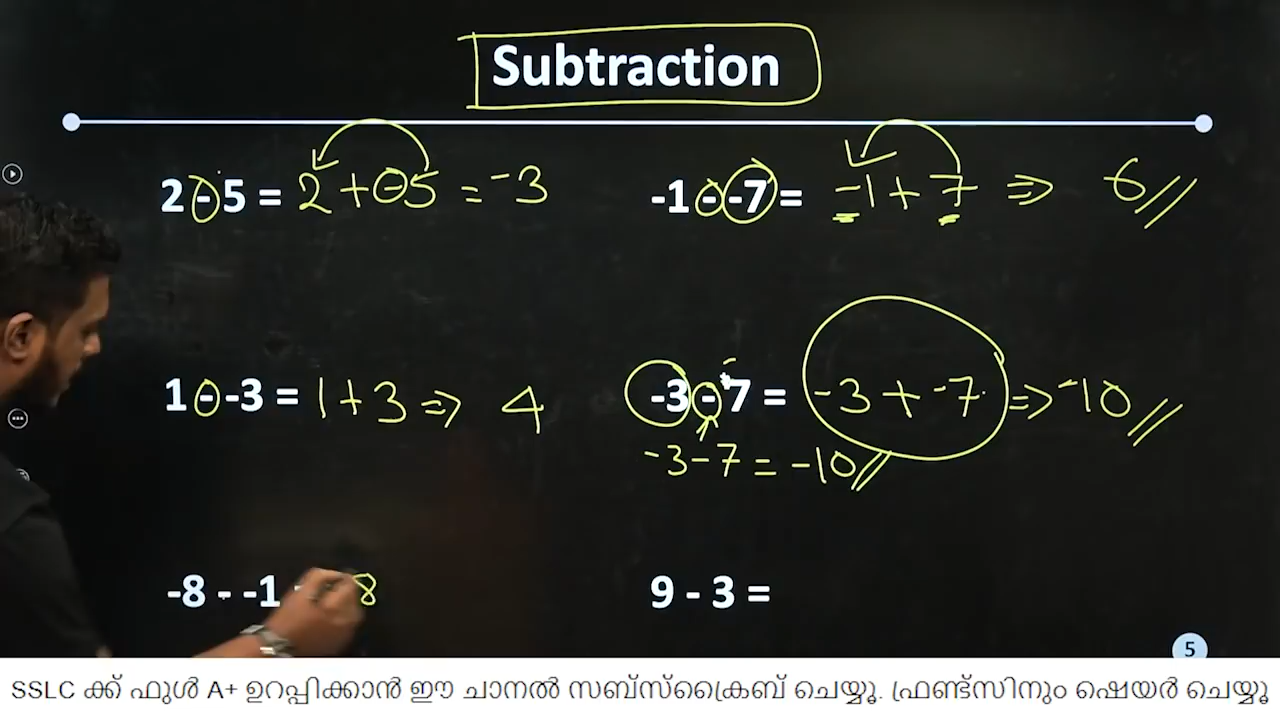 Subtraction
2 - 5 = 2 + -5 = -3
-1 - -7 = -1 + 7 ⇒ 6
1 - -3 = 1 + 3 ⇒ 4
-3 - 7 = -3 + -7 ⇒ -10
-3 - 7 = -10
-8 - -1 8
9 - 3 =
5
SSLC ക്ക് ഫുൾ A+ ഉറപ്പിക്കാൻ ഈ ചാനൽ സബ്സ്ക്രൈബ് ചെയ്യൂ. ഫ്രണ്ട്സിനും ഷെയർ ചെയ്യൂ